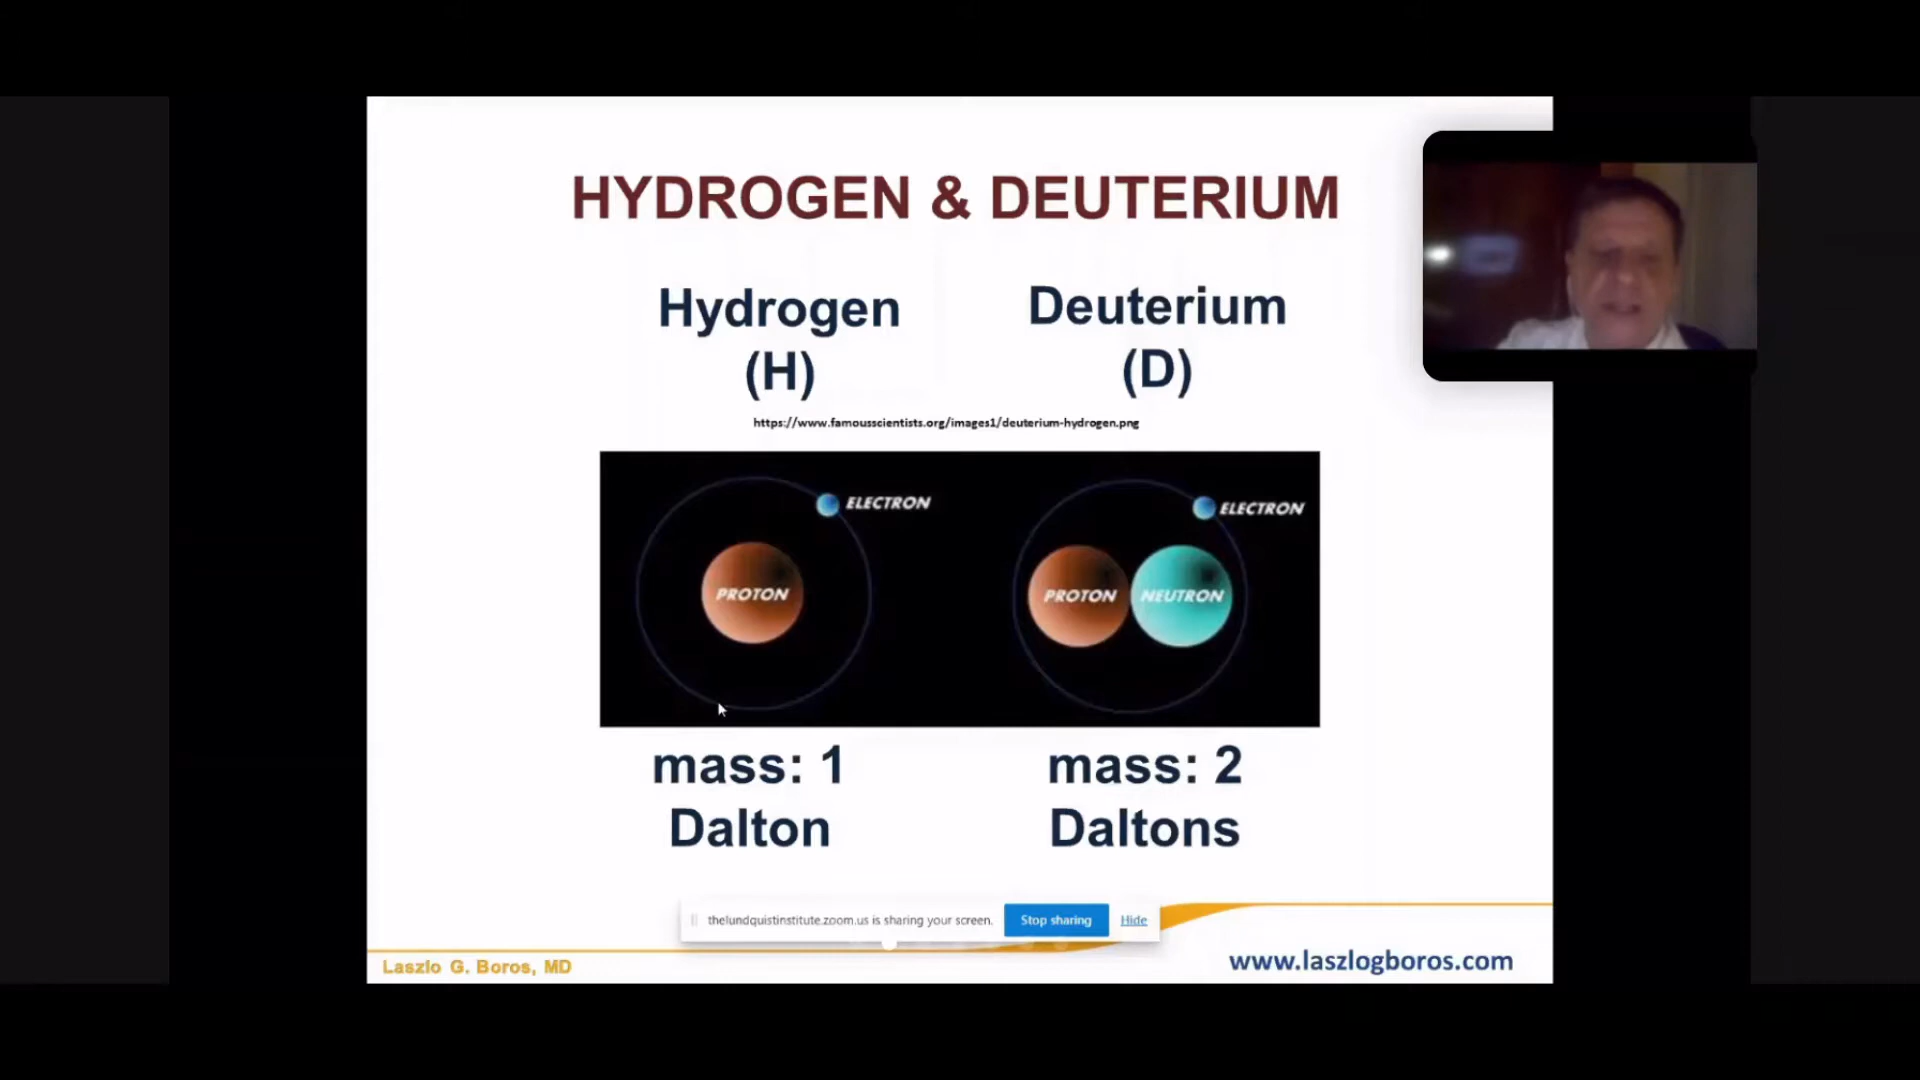 HYDROGEN & DEUTERIUM
Hydrogen
(H)
Deuterium
(D)
https://www.famousscientists.org/images1/deuterium-hydrogen.png
ELECTRON
PROTON
ELECTRON
PROTON
NEUTRON
mass: 1
Dalton
mass: 2
Daltons
thelundquistinstitute.zoom.us is sharing your screen.
Stop sharing
Hide
Laszlo G. Boros, MD
www.laszlogboros.com